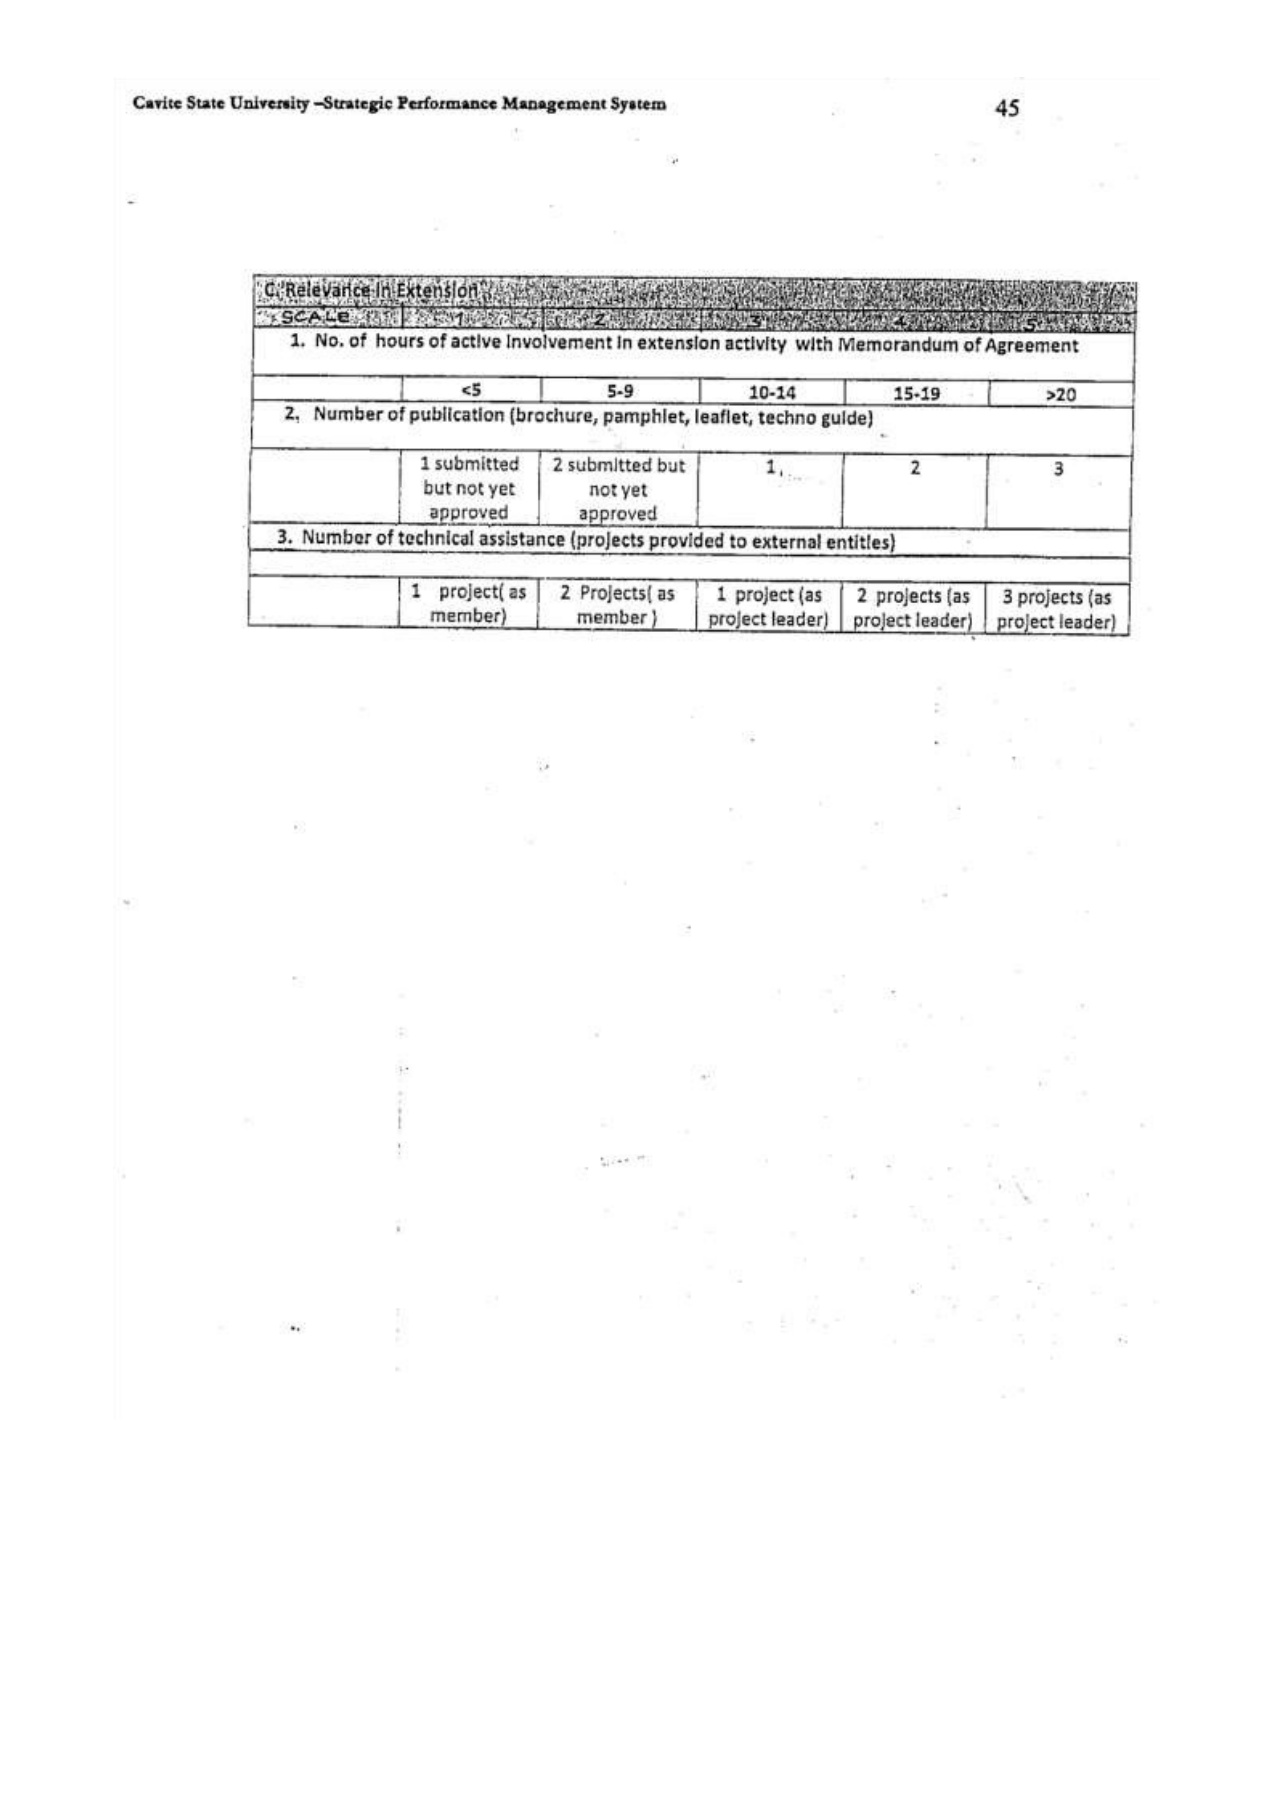 Cavite State University –Strategic Performance Management System 45
C. Relevance in Extension
SCALE 1 2 3 4 5
1. No. of hours of active involvement in extension activity with Memorandum of Agreement
<5 5-9 10-14 15-19 >20
2. Number of publication (brochure, pamphlet, leaflet, techno guide)
1 submitted 2 submitted but 1 2 3
but not yet not yet
approved approved
3. Number of technical assistance (projects provided to external entities)
1 project( as 2 Projects( as 1 project (as 2 projects (as 3 projects (as
member) member ) project leader) project leader) project leader)